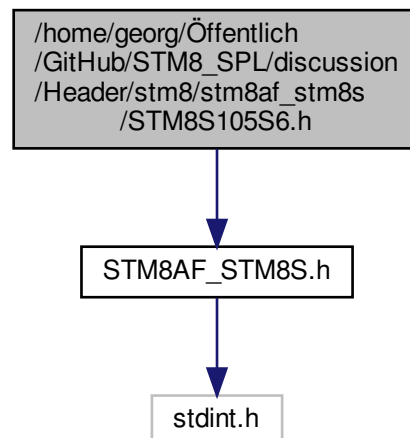 /home/georg/Öffentlich
/GitHub/STM8_SPL/discussion
/Header/stm8/stm8af_stm8s
/STM8S105S6.h
STM8AF_STM8S.h
stdint.h